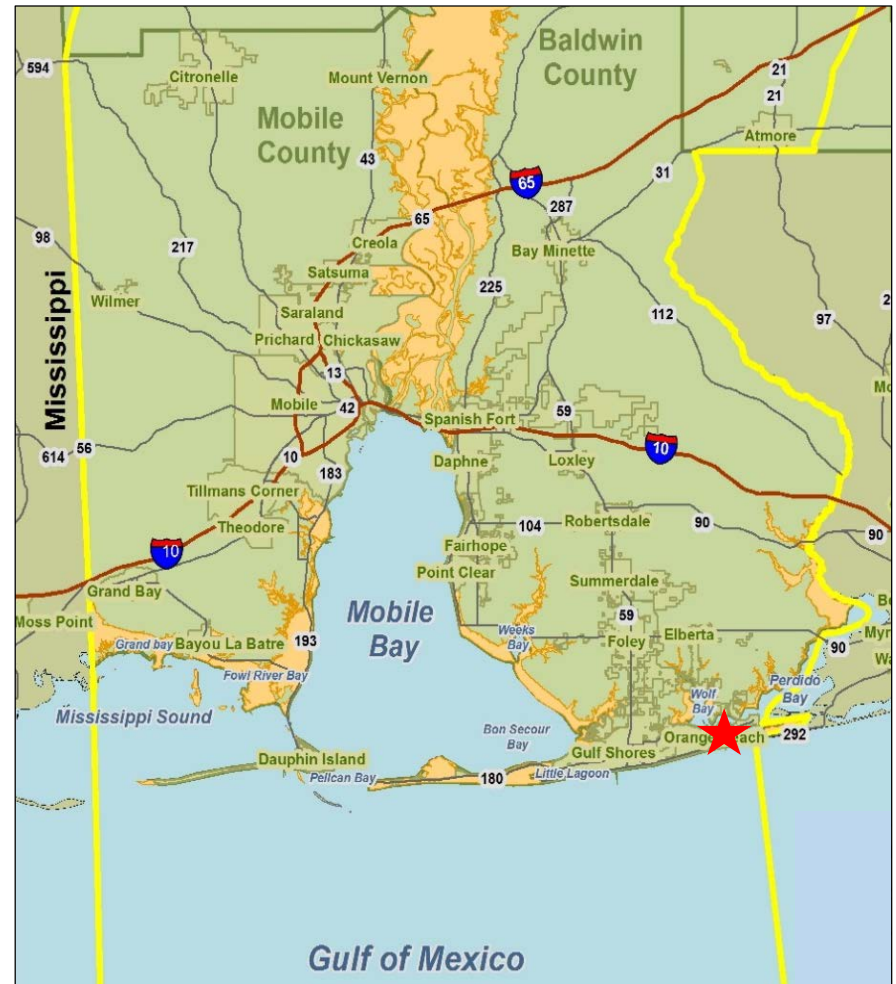 Baldwin
County
594
Citronelle
Mount Vernon
21
21
Atmore
Mobile
County
43
31
65
287
65
Creola
Bay Minette
98
217
Satsuma
225
Wilmer
Saraland
112
97
Prichard
Chickasaw
Mississippi
13
Mobile
42
Spanish Fort
59
614
56
10
183
Daphne
Loxley
10
Tillmans Corner
Theodore
104
Robertsdale
90
90
10
Fairhope
Point Clear
Grand Bay
Summerdale
Moss Point
Mobile
Bay
59
Weeks
Bay
Foley
Elberta
Grand bay
Bayou La Batre
193
90
Fowl River Bay
Perdido
Bay
Wolf
Bay
Mississippi Sound
Bon Secour
Bay
Orange Beach
292
Dauphin Island
Gulf Shores
Pelican Bay
180
Little Lagoon
Gulf of Mexico